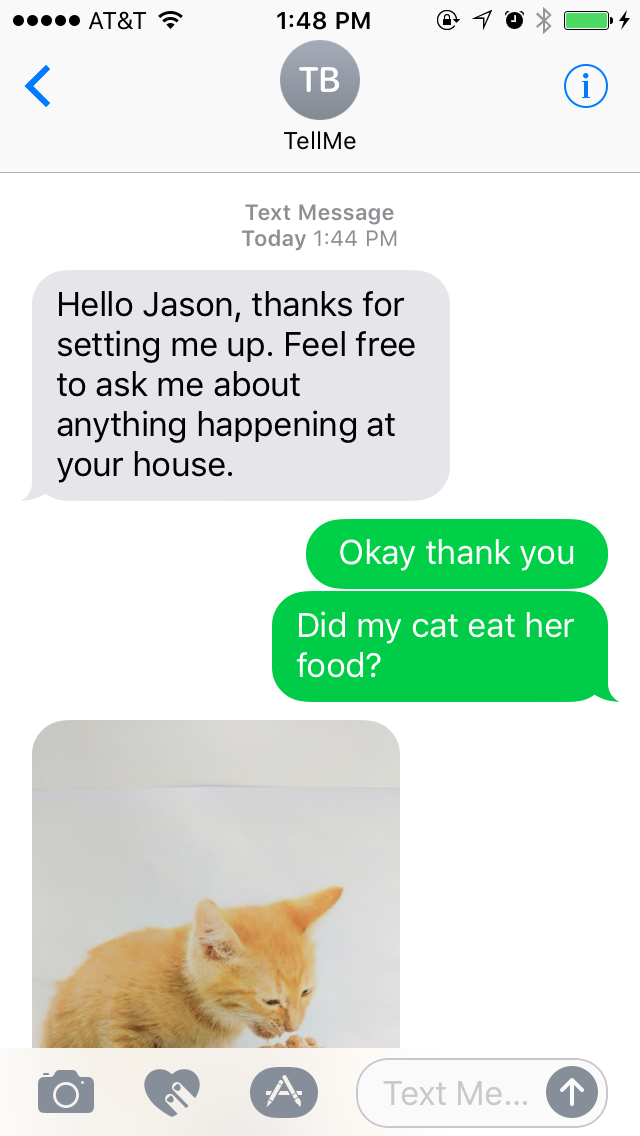 AT&T 1:48 PM
TB
TellMe
Text Message
Today 1:44 PM
Hello Jason, thanks for
setting me up. Feel free
to ask me about
anything happening at
your house.
Okay thank you
Did my cat eat her
food?
Text Me...